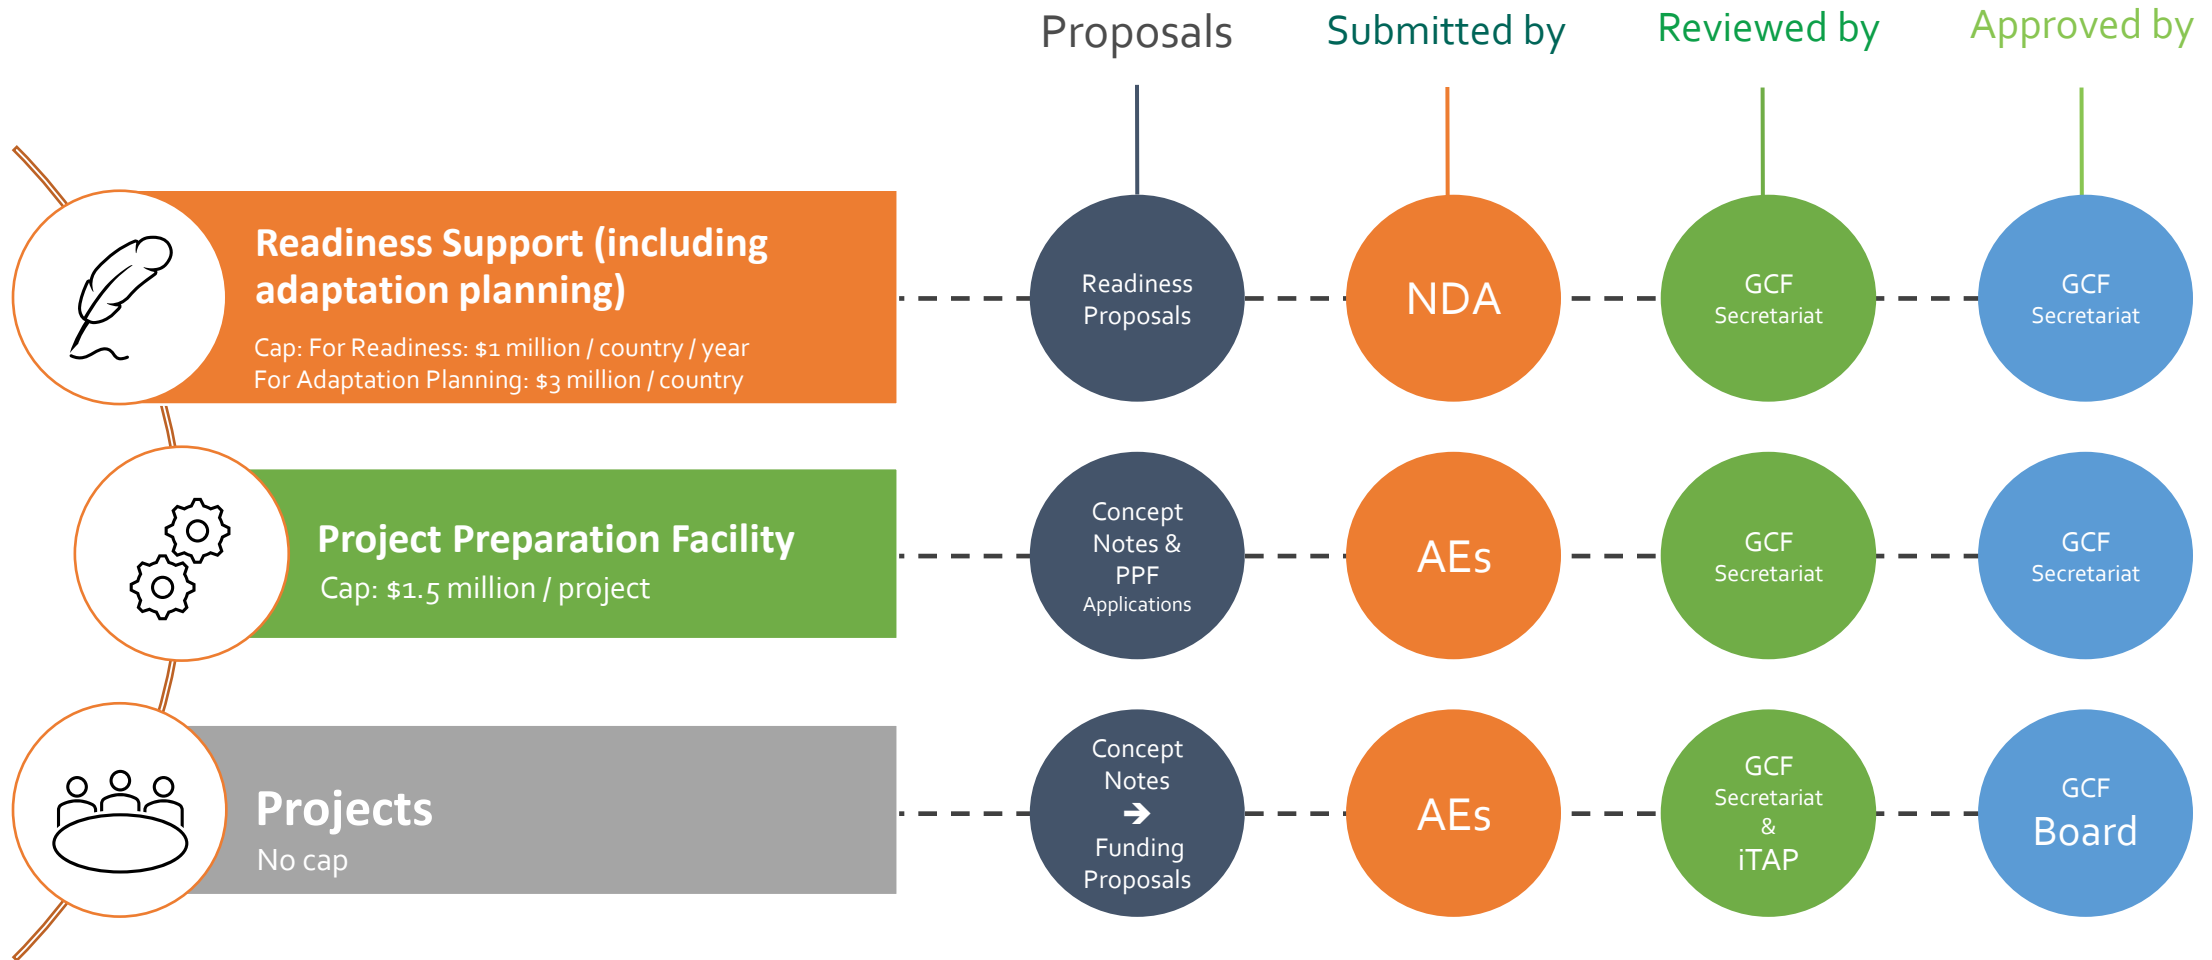 Proposals
Submitted by
Reviewed by
Approved by
Readiness Support (including
adaptation planning)
Cap: For Readiness: $1 million / country / year
For Adaptation Planning: $3 million / country
Readiness
Proposals
NDA
GCF
Secretariat
GCF
Secretariat
Project Preparation Facility
Cap: $1.5 million / project
Concept
Notes &
PPF
Applications
AEs
GCF
Secretariat
GCF
Secretariat
Projects
No cap
Concept
Notes
➔
Funding
Proposals
AEs
GCF
Secretariat
&
iTAP
GCF
Board